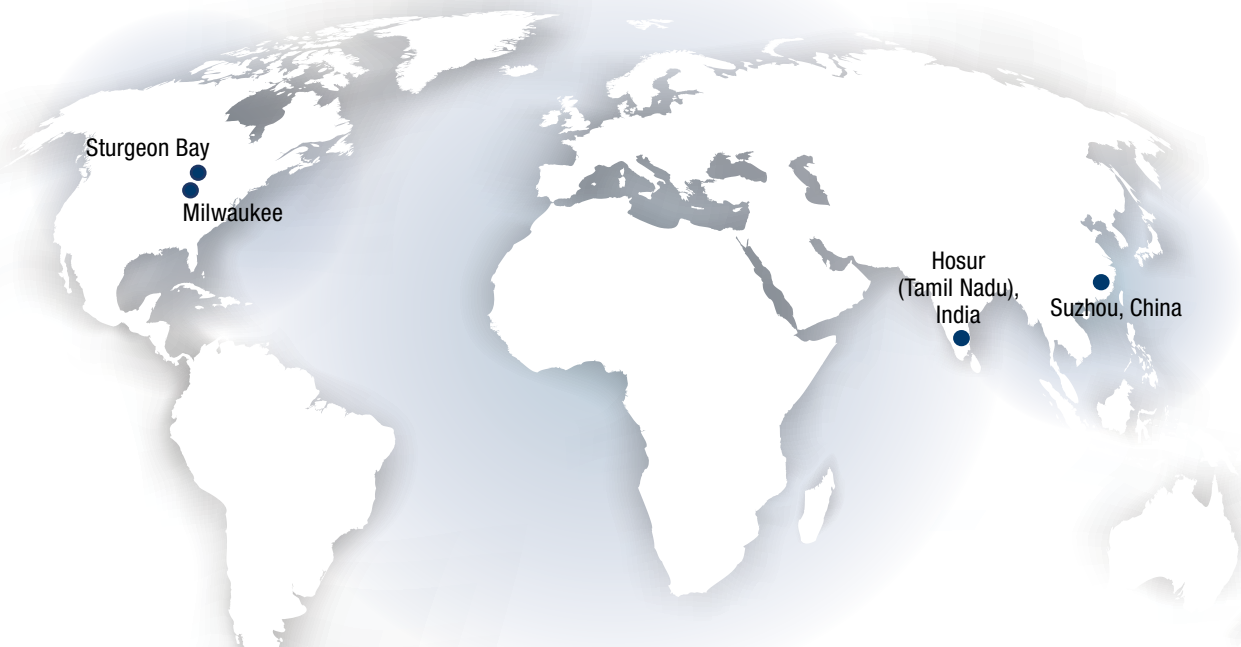 Sturgeon Bay
Milwaukee
Hosur
(Tamil Nadu),
India
Suzhou, China